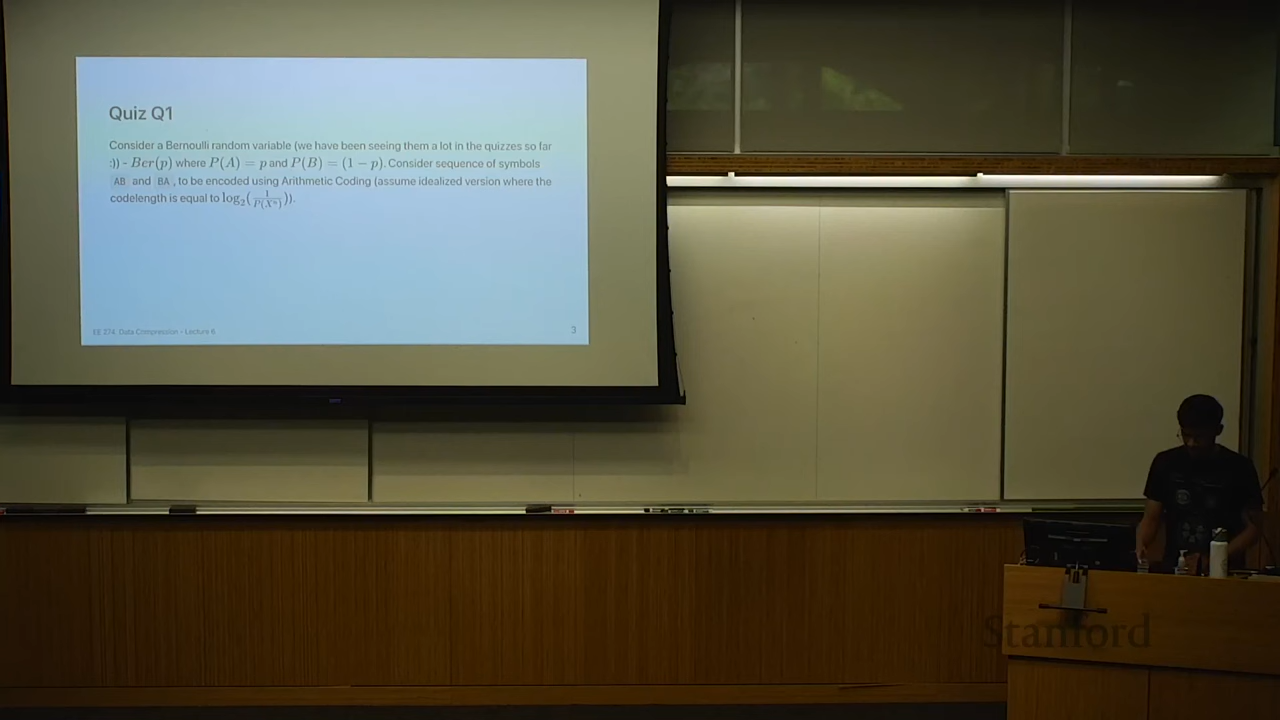 Quiz Q1
Consider a Bernoulli random variable (we have been seeing them a lot in the quizzes so far
:)) - Ber(p) where P(A) = p and P(B) = (1 − p). Consider sequence of symbols
AB and BA, to be encoded using Arithmetic Coding (assume idealized version where the
codelength is equal to log₂(1/P(Xⁿ))).
EE 274: Data Compression - Lecture 6
3
Stanford